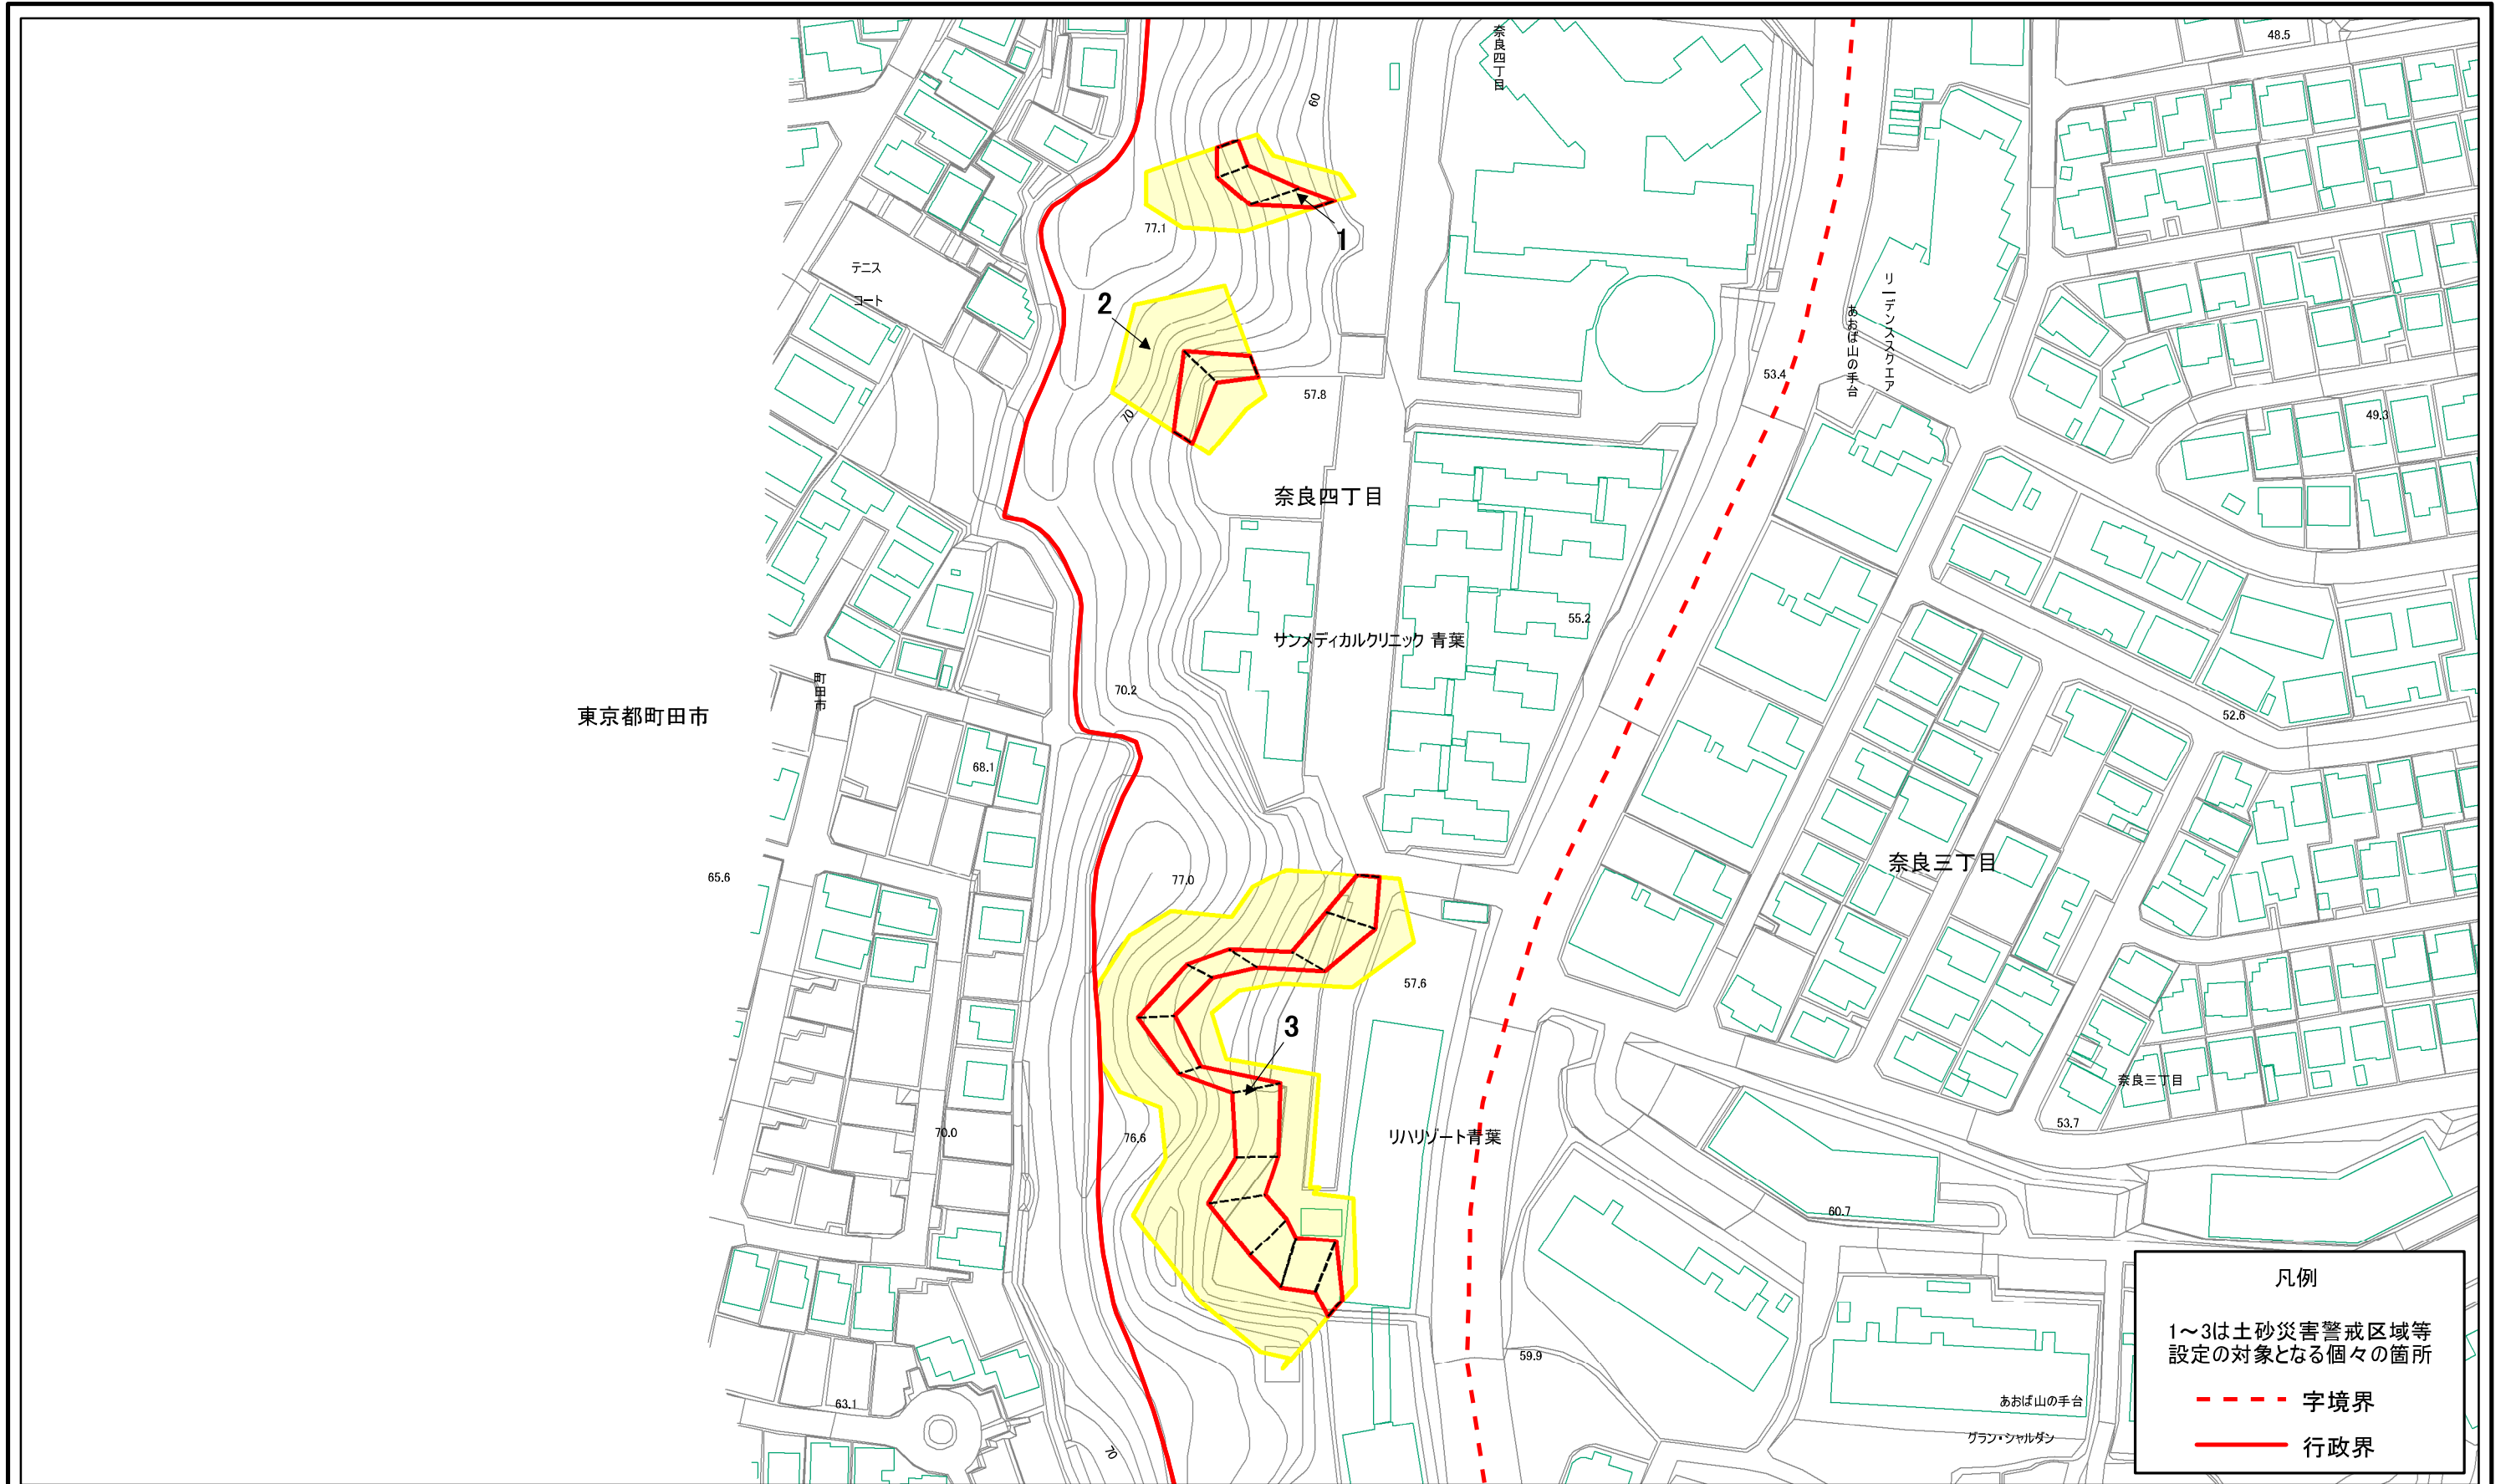 48.5
奈良四丁目
60
77.1
1
テニス
コート
2
リーデンススクエア
あおば山の手台
53.4
57.8
49.3
70
奈良四丁目
55.2
サンメディカルクリニック 青葉
町田市
70.2
東京都町田市
52.6
68.1
奈良三丁目
65.6
77.0
57.6
3
奈良三丁目
53.7
70.0
76.6
リハリゾート青葉
60.7
59.9
63.1
70
あおば山の手台
グラン・シャルダン
凡例
1～3は土砂災害警戒区域等
設定の対象となる個々の箇所
字境界
行政界